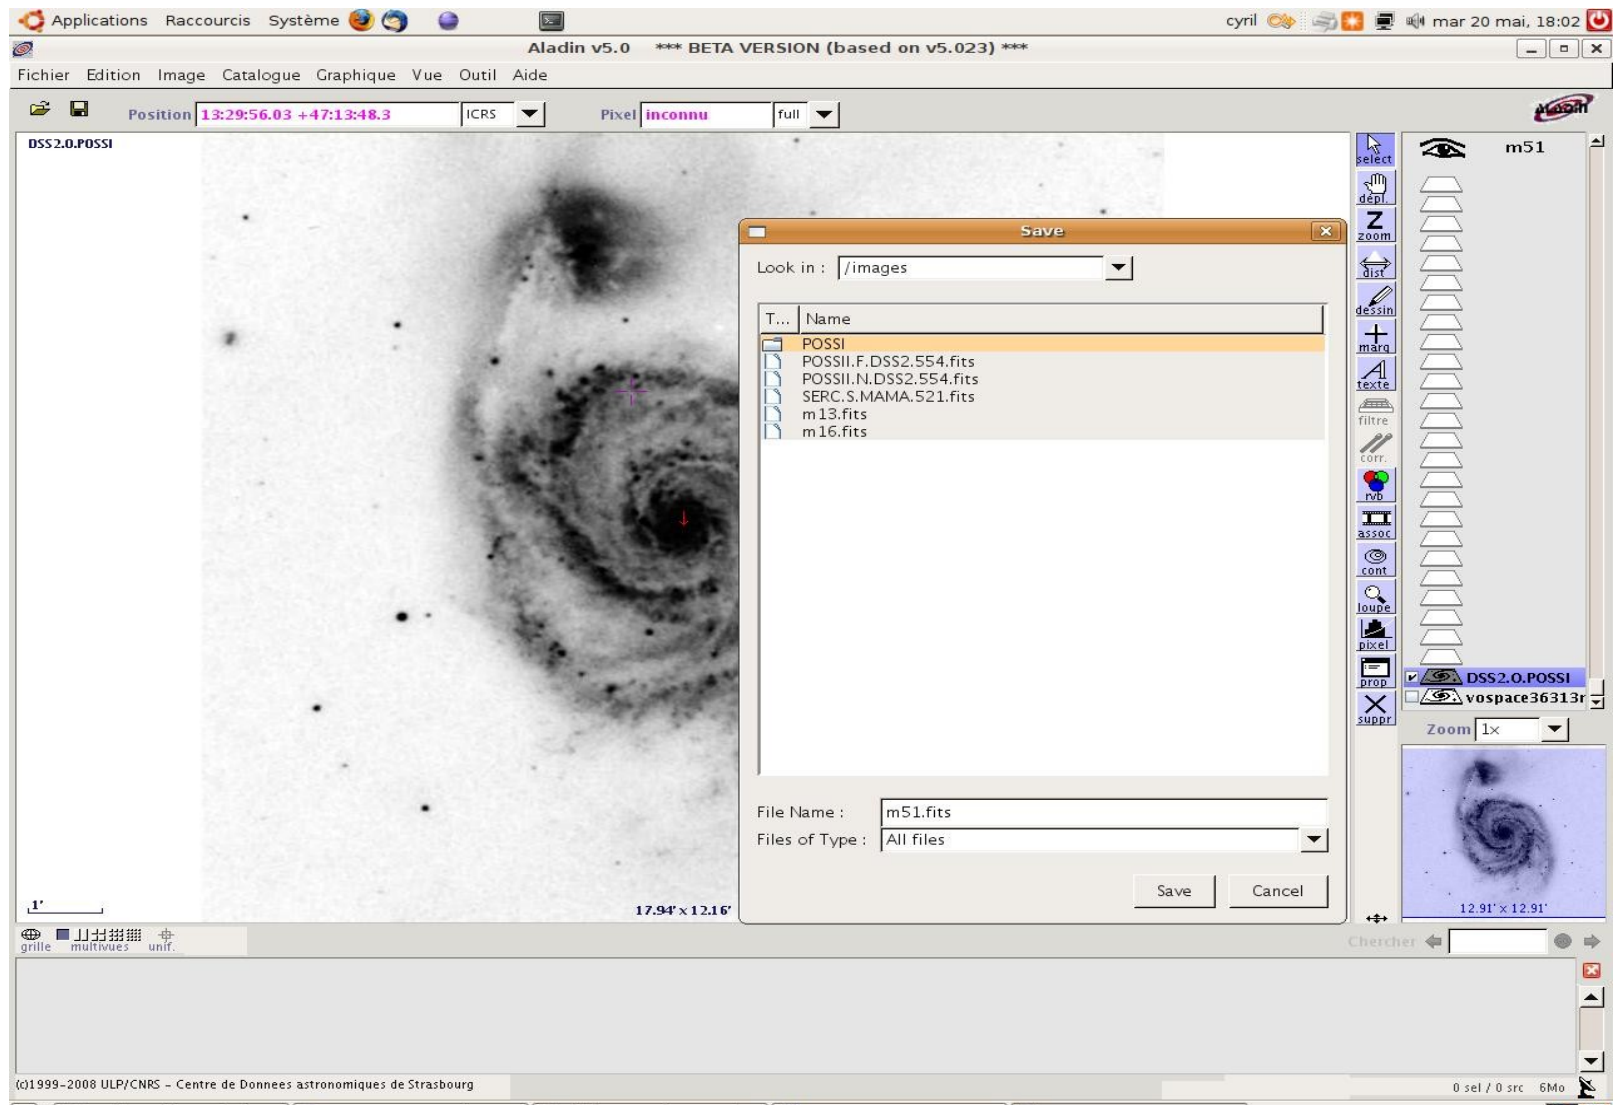 Applications Raccourcis Système
cyril
mar 20 mai, 18:02
Aladin v5.0 *** BETA VERSION (based on v5.023) ***
Fichier Edition Image Catalogue Graphique Vue Outil Aide
Position 13:29:56.03 +47:13:48.3 ICRS Pixel inconnu full
ALADIN
DSS2.O.POSSI
m51
select
dépl.
zoom
dist
dessin
marq
texte
filtre
corr.
rvb
assoc
cont
loupe
pixel
prop
suppr
Save
Look in : /images
T... Name
POSSI
POSSII.F.DSS2.554.fits
POSSII.N.DSS2.554.fits
SERC.S.MAMA.521.fits
m13.fits
m16.fits
File Name : m51.fits
Files of Type : All files
Save Cancel
DSS2.O.POSSI
vospace36313r
Zoom 1x
12.91' x 12.91'
1'
17.94' x 12.16'
grille multivues unif.
Chercher
(c)1999-2008 ULP/CNRS - Centre de Donnees astronomiques de Strasbourg
0 sel / 0 src 6Mo